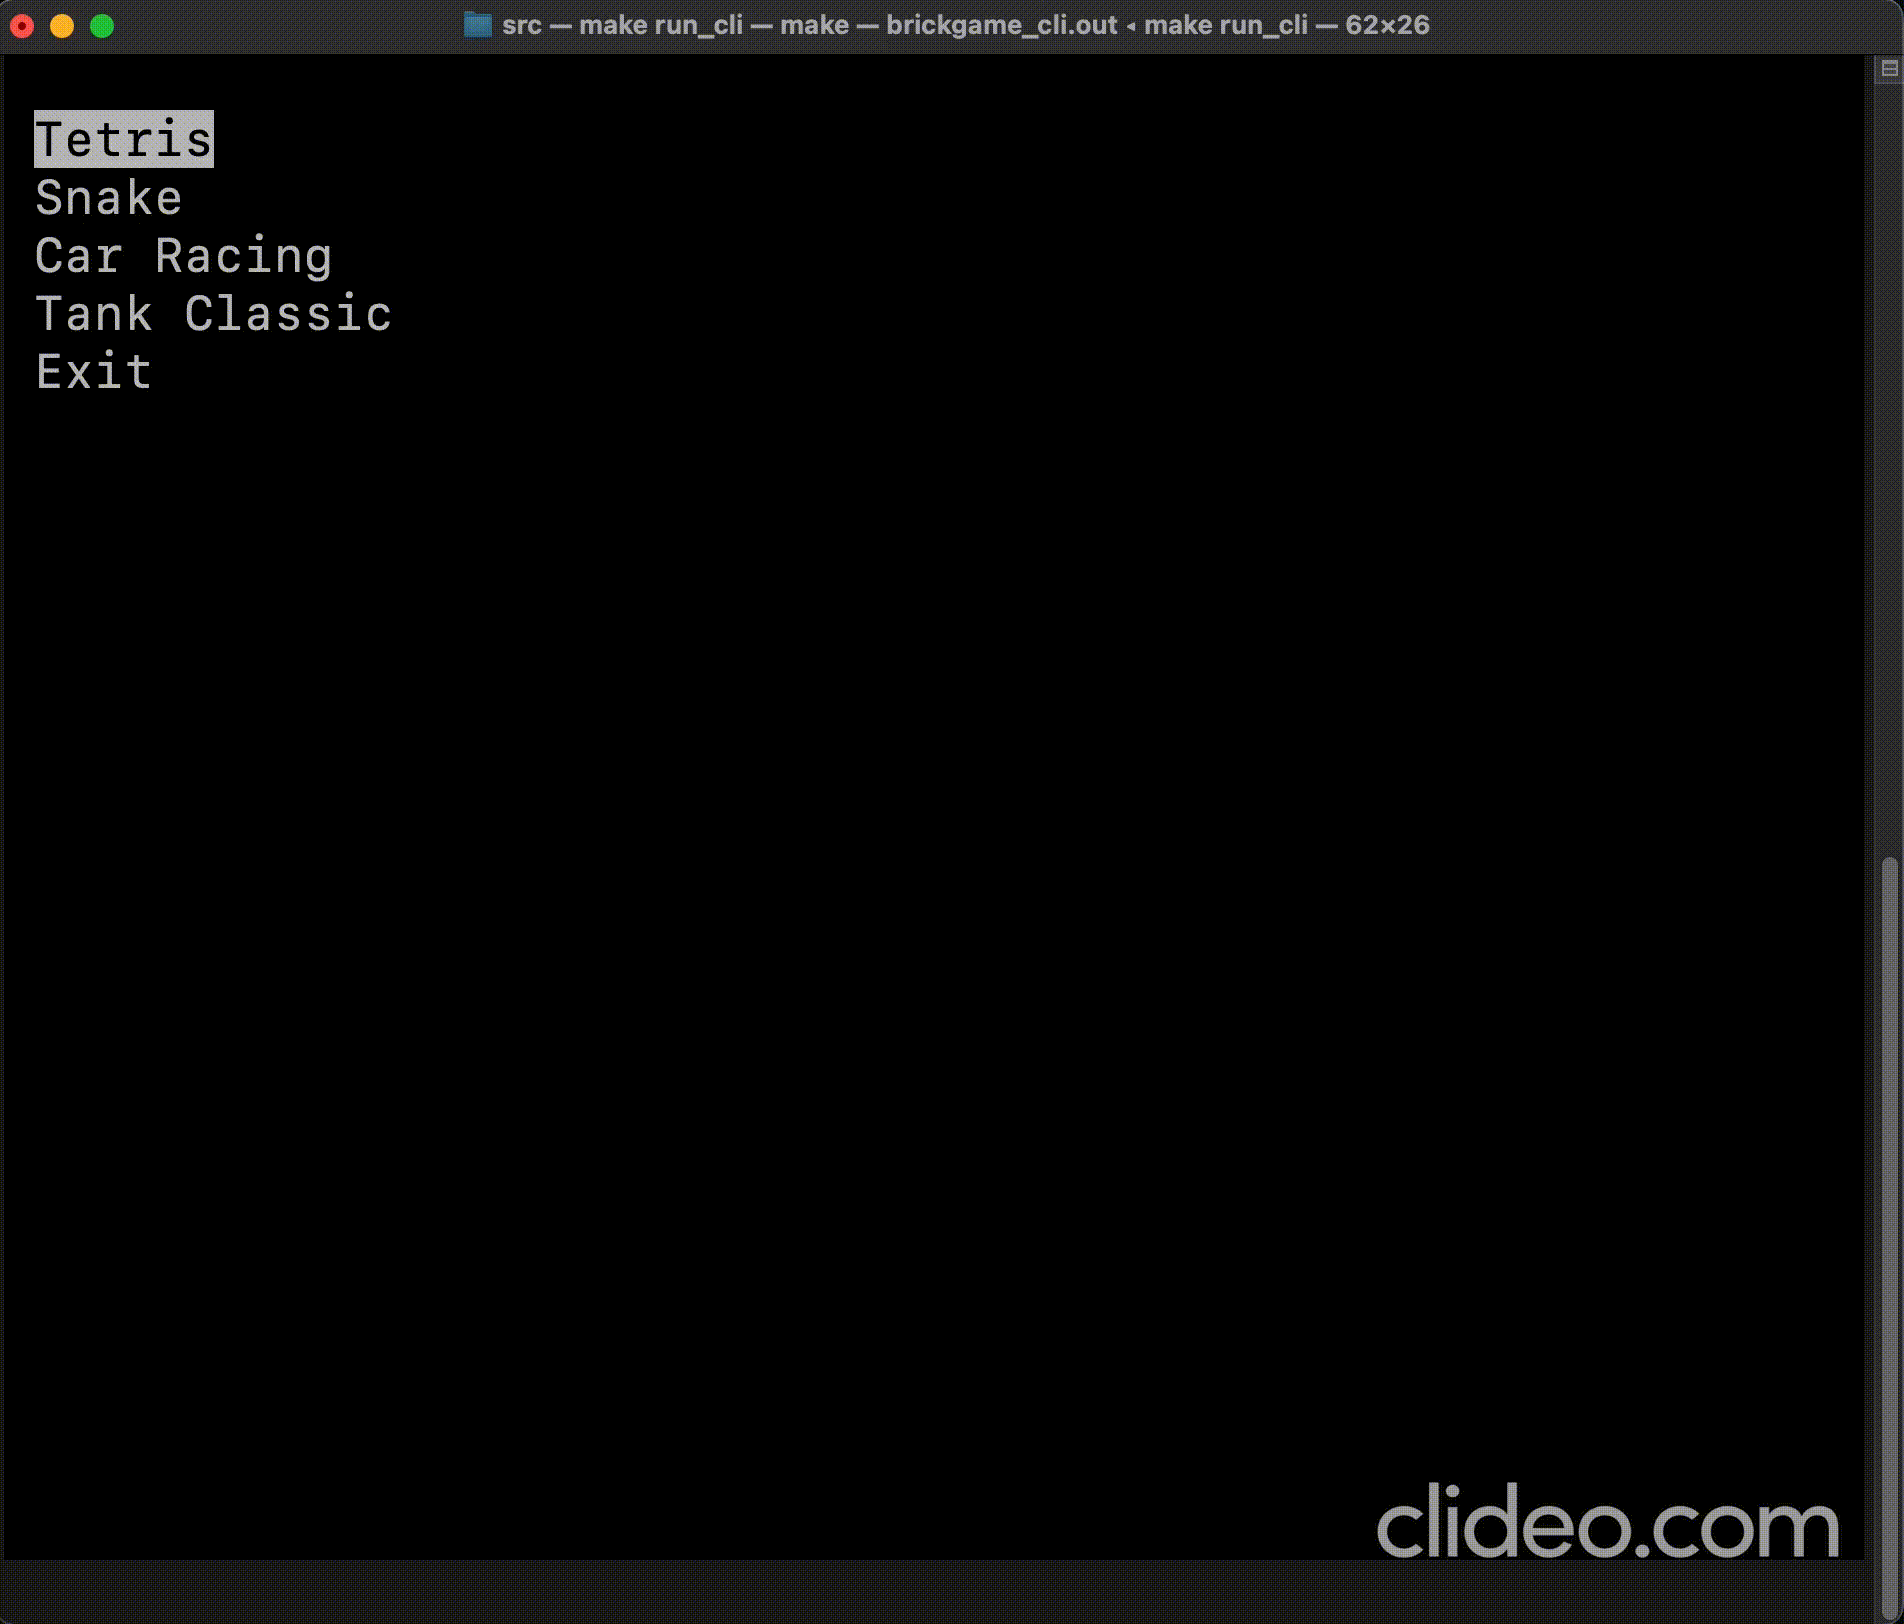 src — make run_cli — make — brickgame_cli.out ◂ make run_cli — 62×26
Tetris
Snake
Car Racing
Tank Classic
Exit
clideo.com